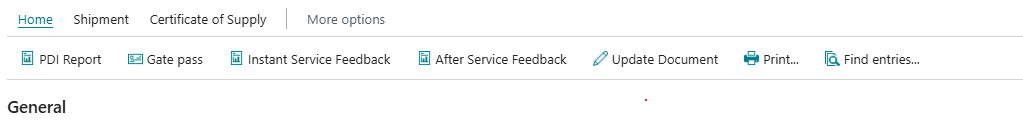 Home Shipment Certificate of Supply More options
PDI Report Gate pass Instant Service Feedback After Service Feedback Update Document Print... Find entries...
General